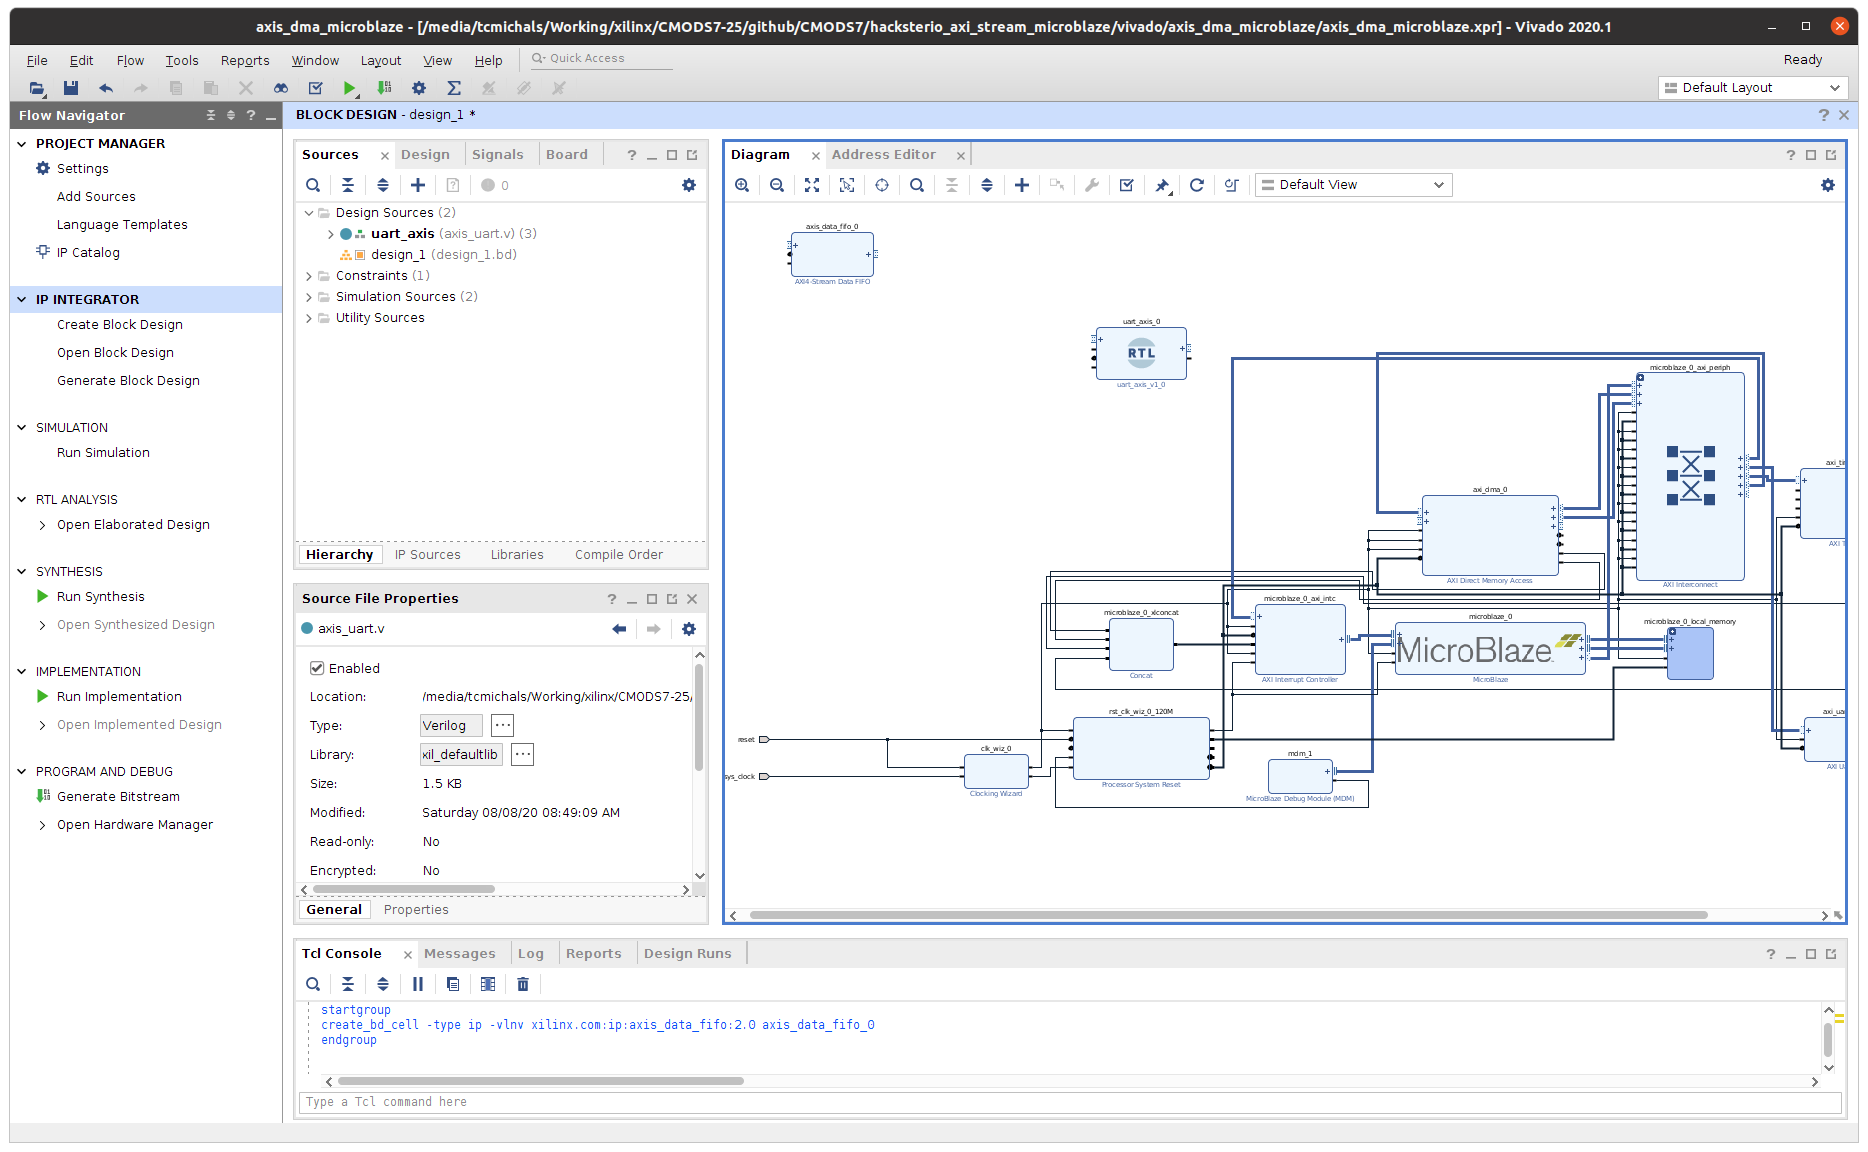 axis_dma_microblaze - [/media/tcmichals/Working/xilinx/CMODS7-25/github/CMODS7/hacksterio_axi_stream_microblaze/vivado/axis_dma_microblaze/axis_dma_microblaze.xpr] - Vivado 2020.1
File Edit Flow Tools Reports Window Layout View Help Quick Access
Ready
Default Layout
Flow Navigator
PROJECT MANAGER
Settings
Add Sources
Language Templates
IP Catalog
IP INTEGRATOR
Create Block Design
Open Block Design
Generate Block Design
SIMULATION
Run Simulation
RTL ANALYSIS
Open Elaborated Design
SYNTHESIS
Run Synthesis
Open Synthesized Design
IMPLEMENTATION
Run Implementation
Open Implemented Design
PROGRAM AND DEBUG
Generate Bitstream
Open Hardware Manager
BLOCK DESIGN - design_1 *
Sources Design Signals Board
0
Design Sources (2)
uart_axis (axis_uart.v) (3)
design_1 (design_1.bd)
Constraints (1)
Simulation Sources (2)
Utility Sources
Hierarchy IP Sources Libraries Compile Order
Source File Properties
axis_uart.v
Enabled
Location: /media/tcmichals/Working/xilinx/CMODS7-25/
Type: Verilog ...
Library: xil_defaultlib ...
Size: 1.5 KB
Modified: Saturday 08/08/20 08:49:09 AM
Read-only: No
Encrypted: No
General Properties
Diagram Address Editor
Default View
axis_data_fifo_0
AXI4-Stream Data FIFO
uart_axis_0
RTL
uart_axis_v1_0
microblaze_0_axi_periph
AXI Interconnect
axi_tir
AXI T
axi_dma_0
AXI Direct Memory Access
microblaze_0_xlconcat
Concat
microblaze_0_axi_intc
AXI Interrupt Controller
microblaze_0
MicroBlaze
MicroBlaze
microblaze_0_local_memory
rst_clk_wiz_0_120M
Processor System Reset
reset
sys_clock
clk_wiz_0
Clocking Wizard
mdm_1
MicroBlaze Debug Module (MDM)
axi_uar
AXI U
Tcl Console Messages Log Reports Design Runs
startgroup
create_bd_cell -type ip -vlnv xilinx.com:ip:axis_data_fifo:2.0 axis_data_fifo_0
endgroup
Type a Tcl command here